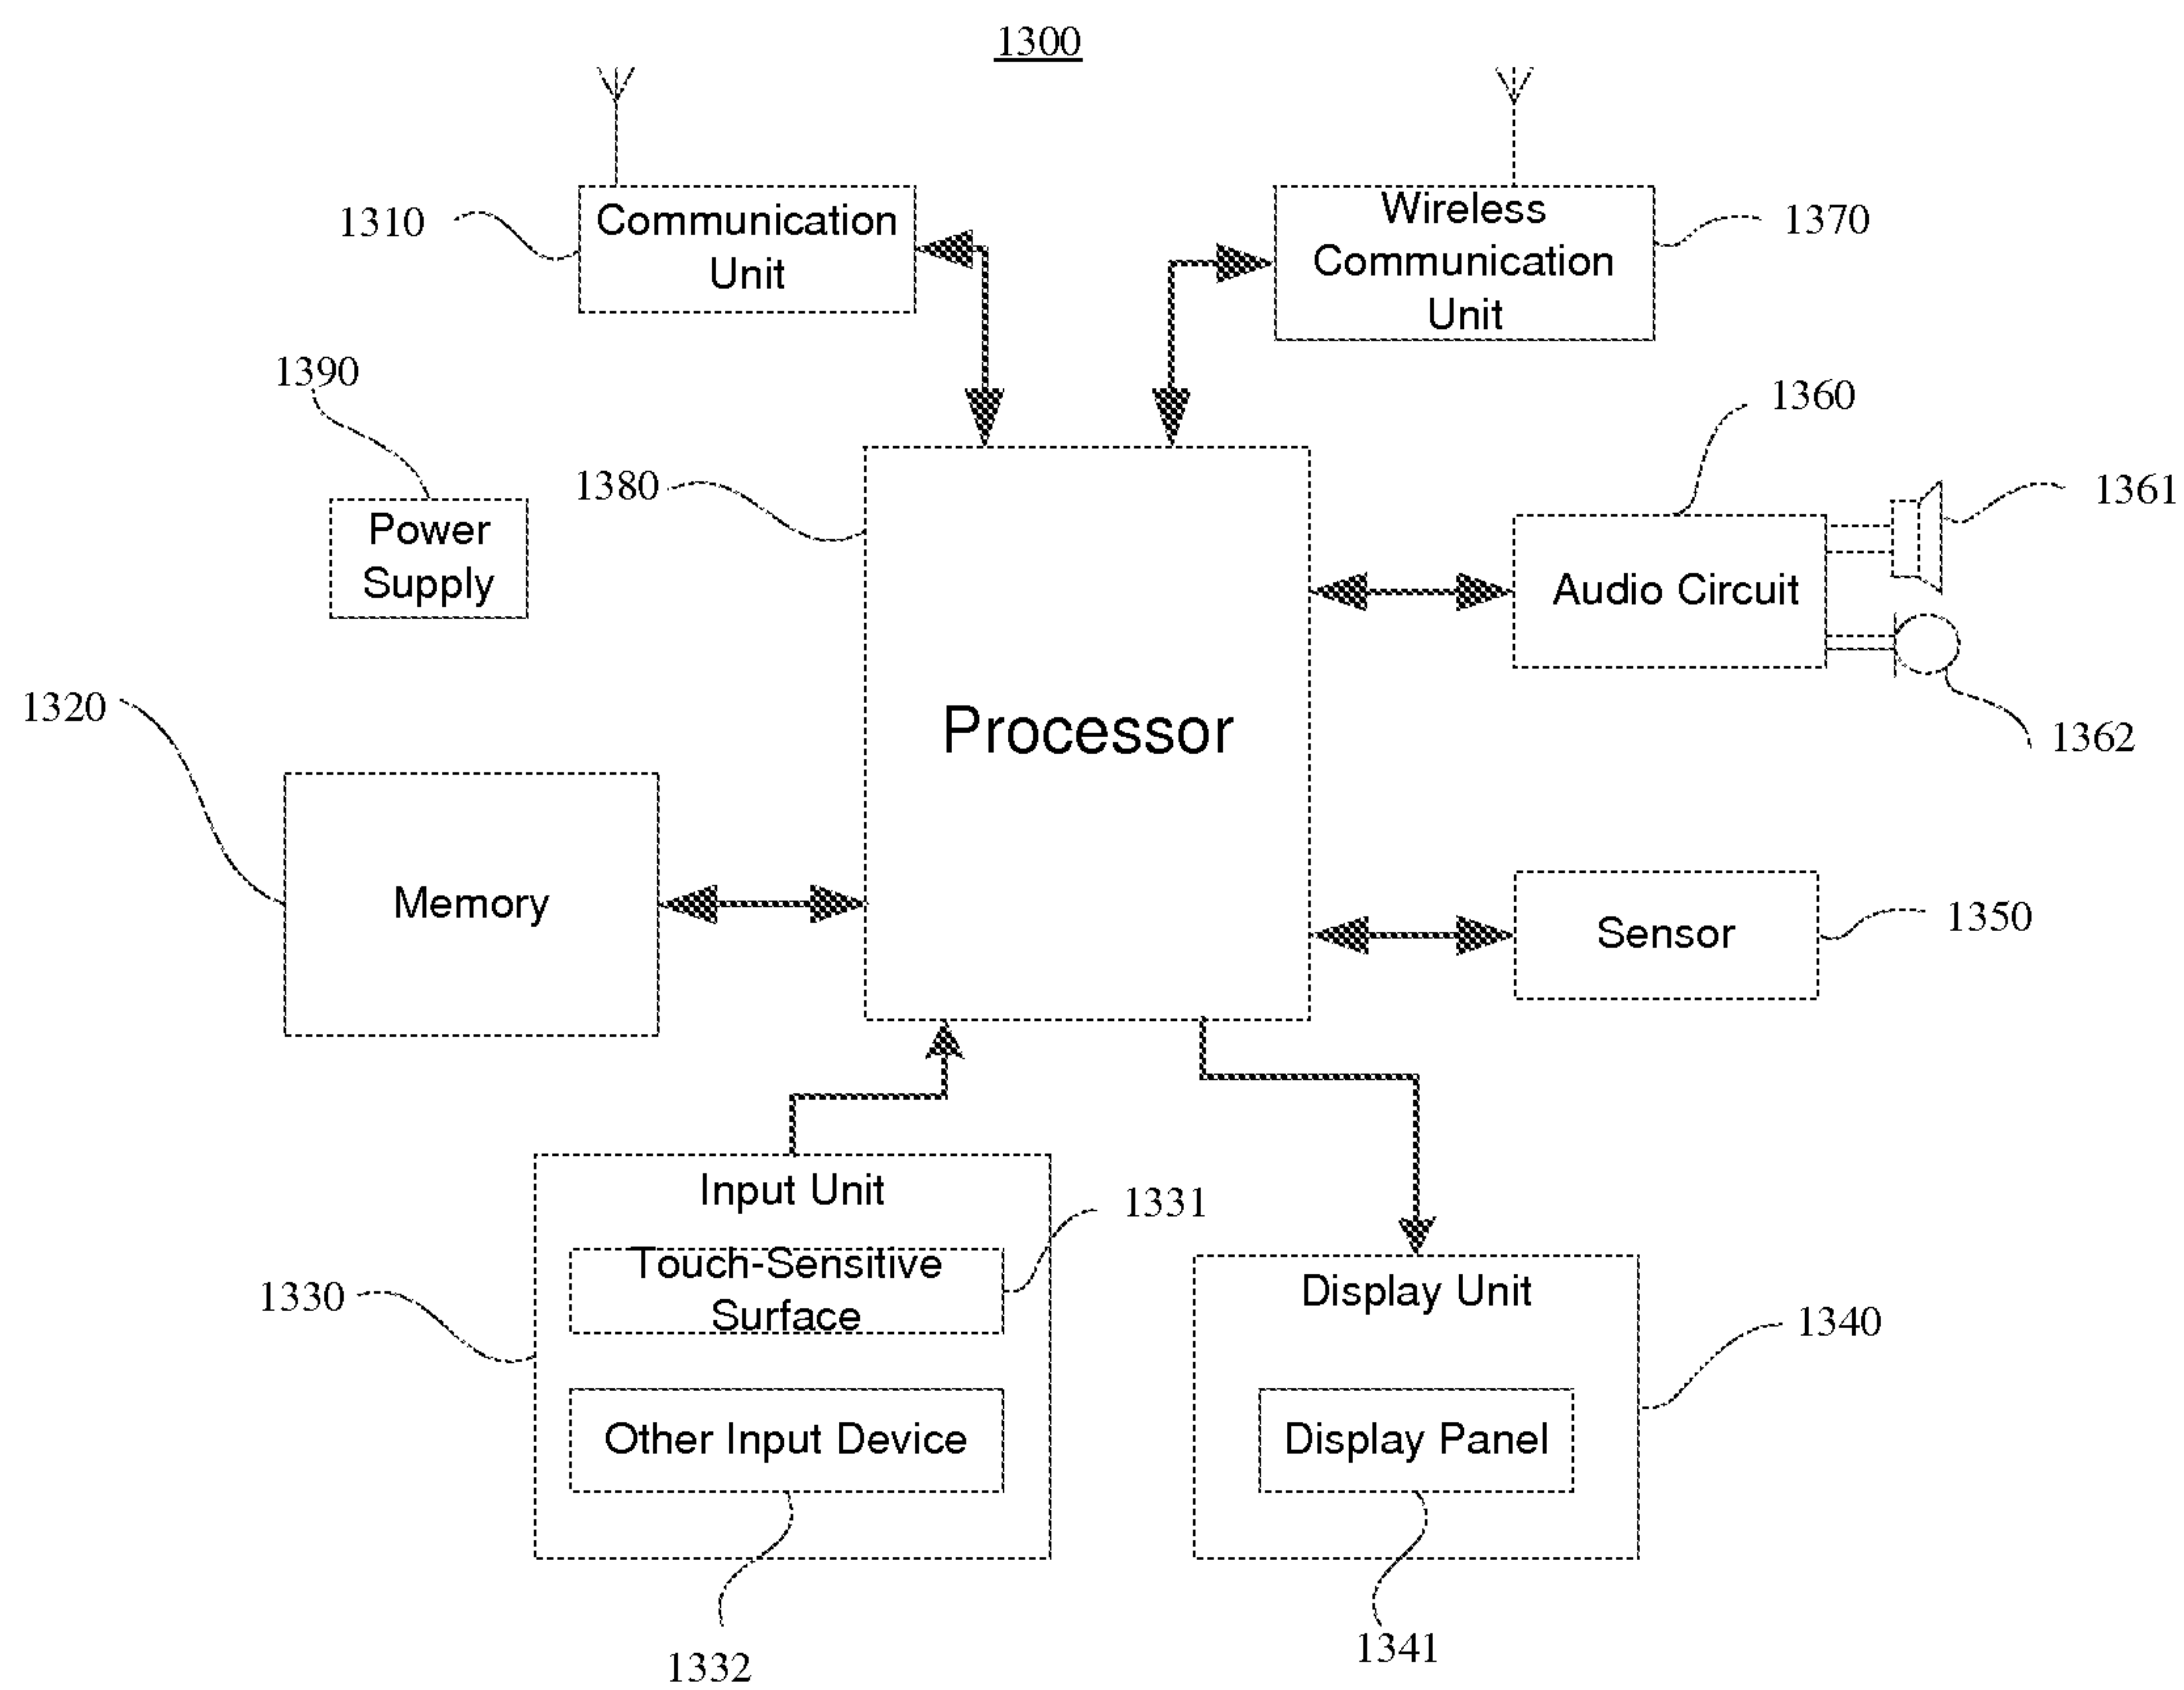 1300
1310
Communication
Unit
Wireless
Communication
Unit
1370
1390
1360
1380
1361
Power
Supply
Audio Circuit
1320
Processor
1362
Memory
Sensor
1350
Input Unit
1331
Touch-Sensitive
Surface
1330
Display Unit
1340
Other Input Device
Display Panel
1332
1341